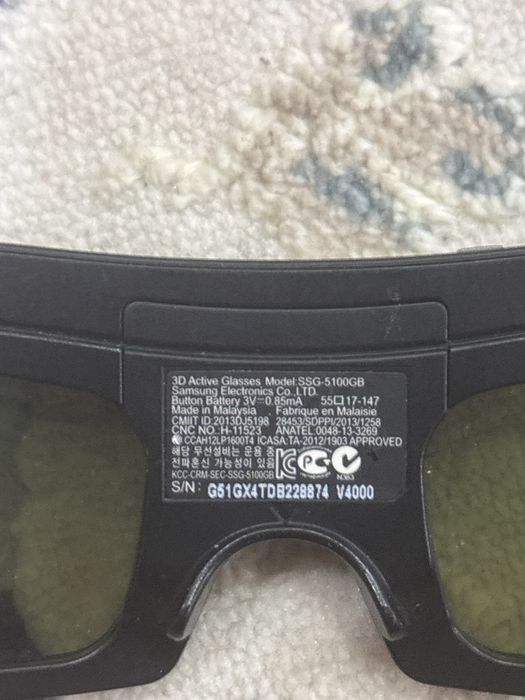 3D Active Glasses Model:SSG-5100GB
Samsung Electronics Co.,LTD.
Button Battery 3V⎓0.85mA 55□17-147
Made in Malaysia , Fabrique en Malaisie
CMIIT ID:2013DJ5198 28453/SDPPI/2013/1258
CNC NO.:H-11523 ANATEL:0048-13-3269
CCAH12LP1600T4 ICASA:TA-2012/1903 APPROVED
해당 무선설비는 운용 중
전파혼신 가능성이 있음
KCC-CRM-SEC-SSG-5100GB
N363
S/N: G51GX4TDB228874 V4000